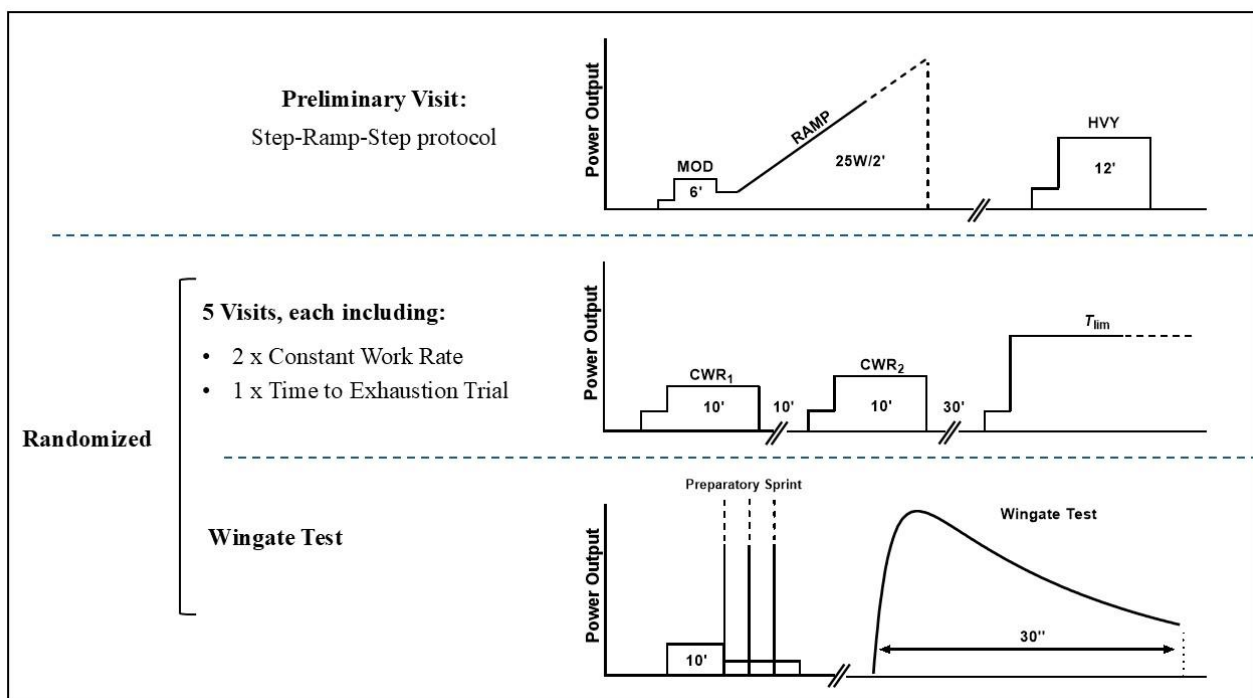 Preliminary Visit:
Step-Ramp-Step protocol
Power Output
MOD
6'
RAMP
25W/2'
HVY
12'
Randomized
5 Visits, each including:
• 2 x Constant Work Rate
• 1 x Time to Exhaustion Trial
Power Output
CWR1
10'
10'
CWR2
10'
30'
Tlim
Wingate Test
Power Output
Preparatory Sprint
10'
Wingate Test
30''